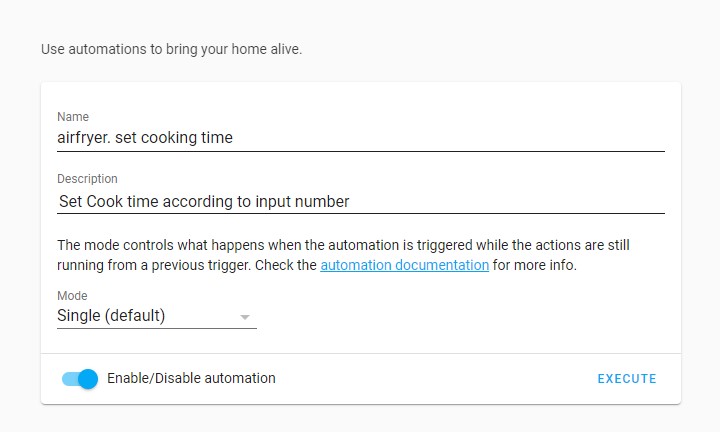 Use automations to bring your home alive.
Name
airfryer. set cooking time
Description
Set Cook time according to input number
The mode controls what happens when the automation is triggered while the actions are still
running from a previous trigger. Check the automation documentation for more info.
Mode
Single (default)
Enable/Disable automation
EXECUTE